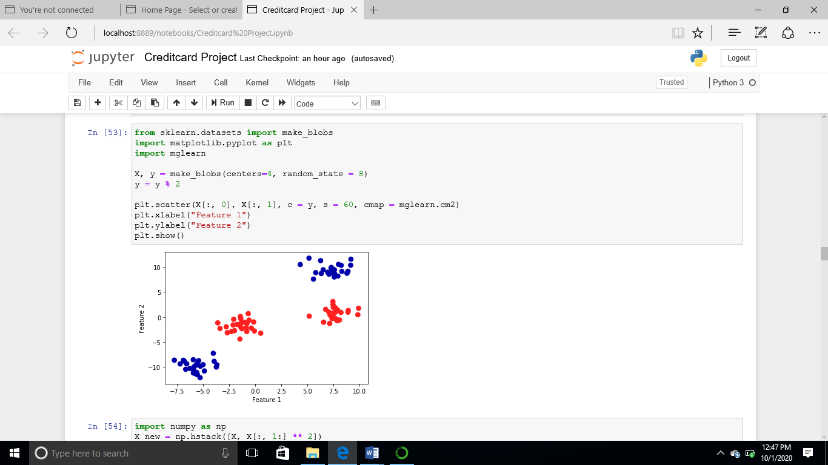 You're not connected
Home Page - Select or creat
Creditcard Project - Jup
localhost:8889/notebooks/Creditcard%20Project.ipynb
jupyter Creditcard Project Last Checkpoint: an hour ago (autosaved)
Logout
File Edit View Insert Cell Kernel Widgets Help
Trusted
Python 3
Run
Code
In [53]: from sklearn.datasets import make_blobs
import matplotlib.pyplot as plt
import mglearn
X, y = make_blobs(centers=4, random_state = 8)
y = y % 2
plt.scatter(X[:, 0], X[:, 1], c = y, s = 60, cmap = mglearn.cm2)
plt.xlabel("Feature 1")
plt.ylabel("Feature 2")
plt.show()
10
5
0
-5
-10
Feature 2
-7.5 -5.0 -2.5 0.0 2.5 5.0 7.5 10.0
Feature 1
In [54]: import numpy as np
X_new = np.hstack([X, X[:, 1:] ** 2])
Type here to search
12:47 PM
10/1/2020